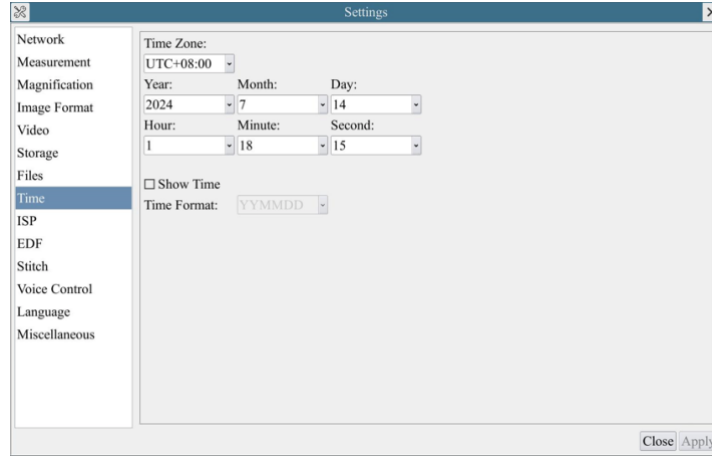 Settings
Network
Measurement
Magnification
Image Format
Video
Storage
Files
Time
ISP
EDF
Stitch
Voice Control
Language
Miscellaneous
Time Zone:
UTC+08:00
Year: Month: Day:
2024 7 14
Hour: Minute: Second:
1 18 15
Show Time
Time Format: YYMMDD
Close Apply